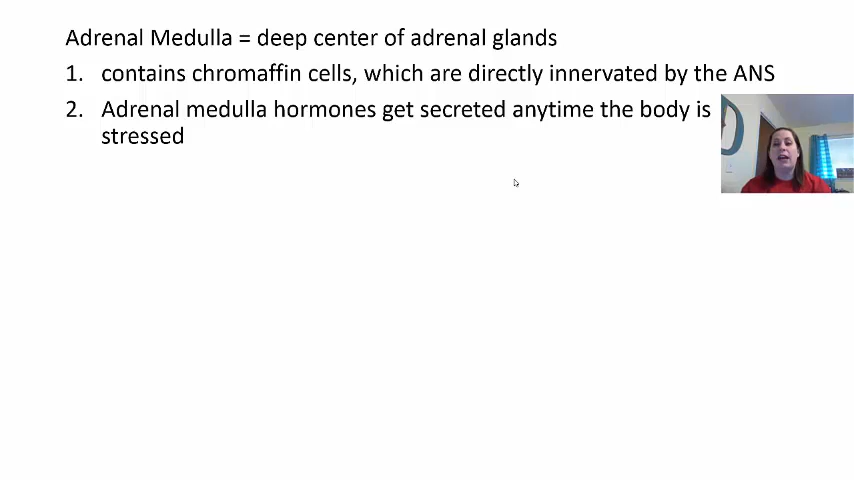 Adrenal Medulla = deep center of adrenal glands
1. contains chromaffin cells, which are directly innervated by the ANS
2. Adrenal medulla hormones get secreted anytime the body is
stressed